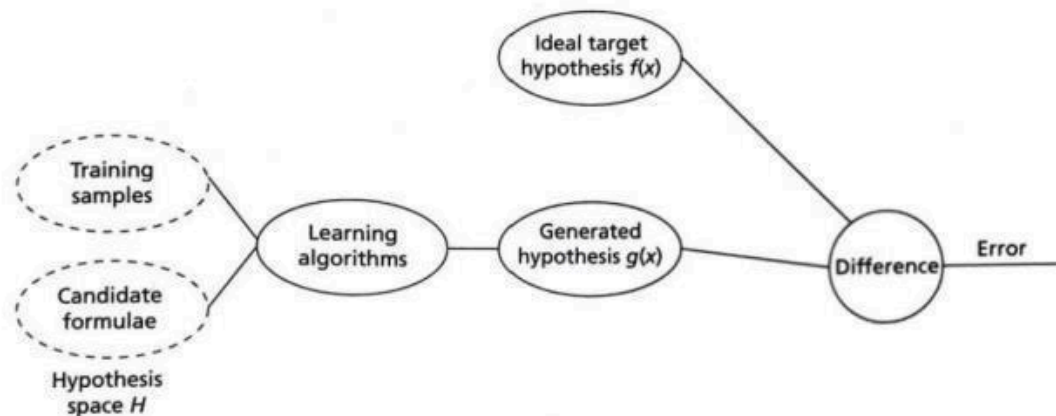 Ideal target
hypothesis f(x)
Training
samples
Learning
algorithms
Generated
hypothesis g(x)
Difference
Error
Candidate
formulae
Hypothesis
space H